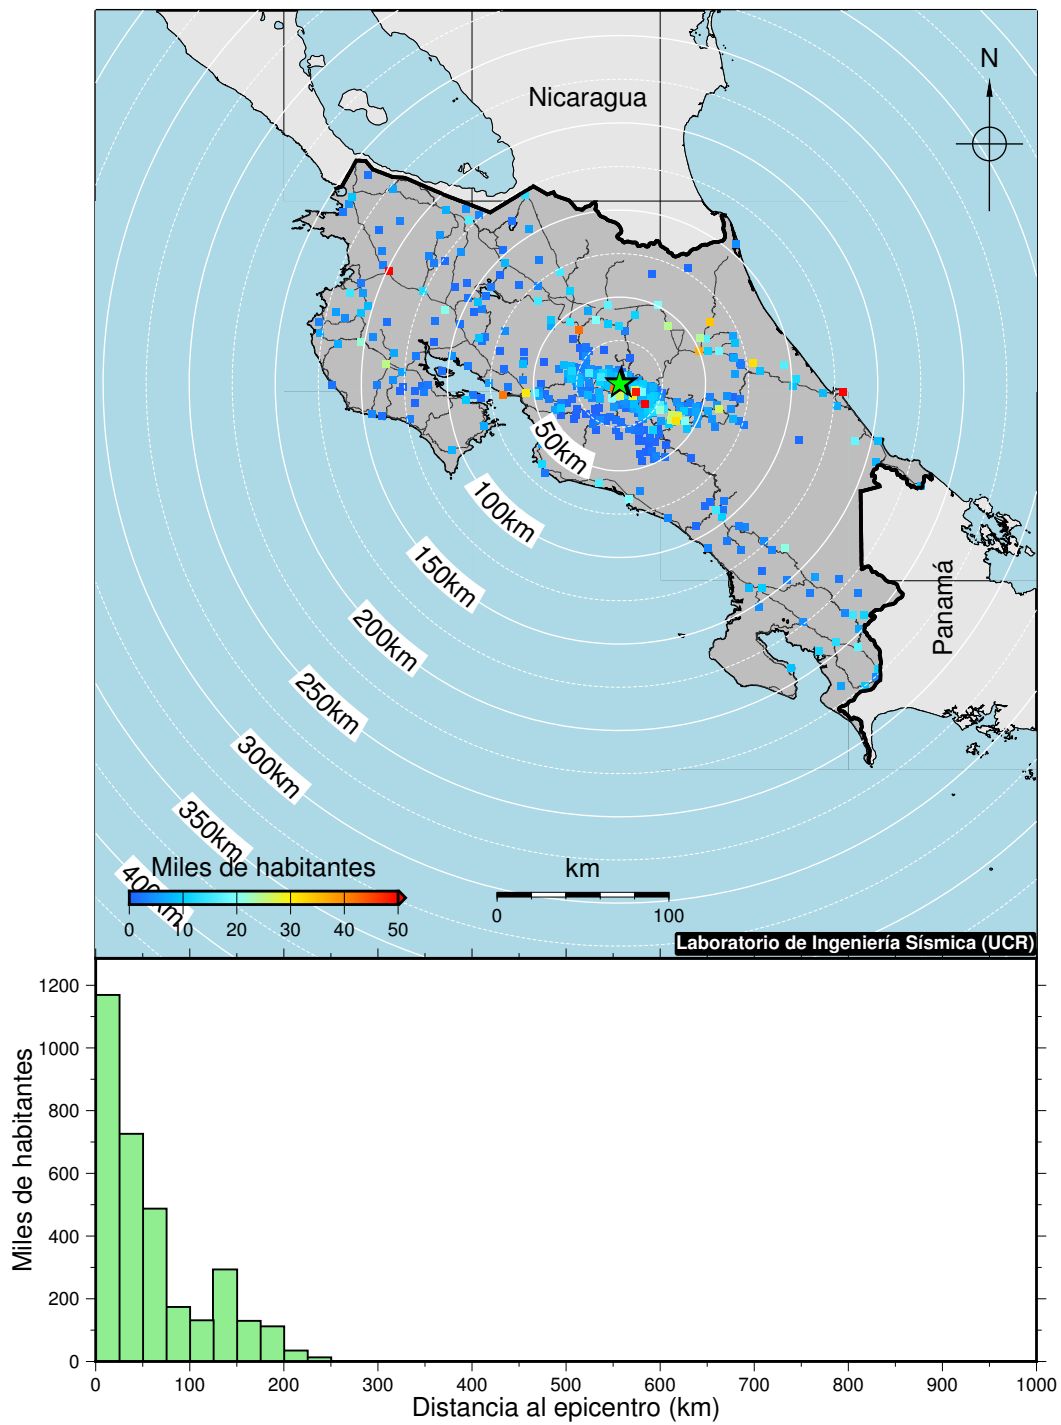 N
Nicaragua
50km
100km
150km
200km
250km
300km
350km
400km
Panamá
Miles de habitantes
0 10 20 30 40 50
km
0 100
Laboratorio de Ingeniería Sísmica (UCR)
Miles de habitantes
1200
1000
800
600
400
200
0
0 100 200 300 400 500 600 700 800 900 1000
Distancia al epicentro (km)